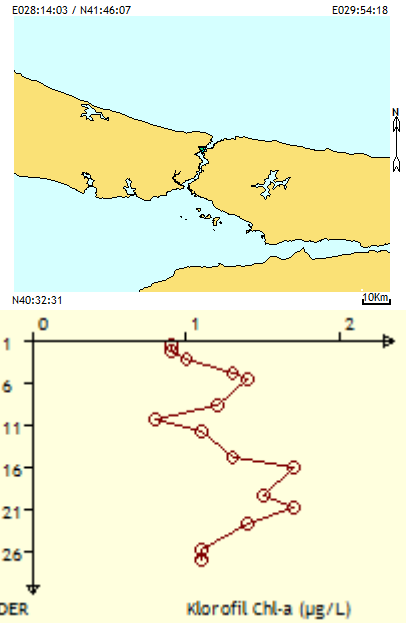 E028:14:03 / N41:46:07 E029:54:18
N
N40:32:31 10Km
0 1 2
1
6
11
16
21
26
DER Klorofil Chl-a (µg/L)